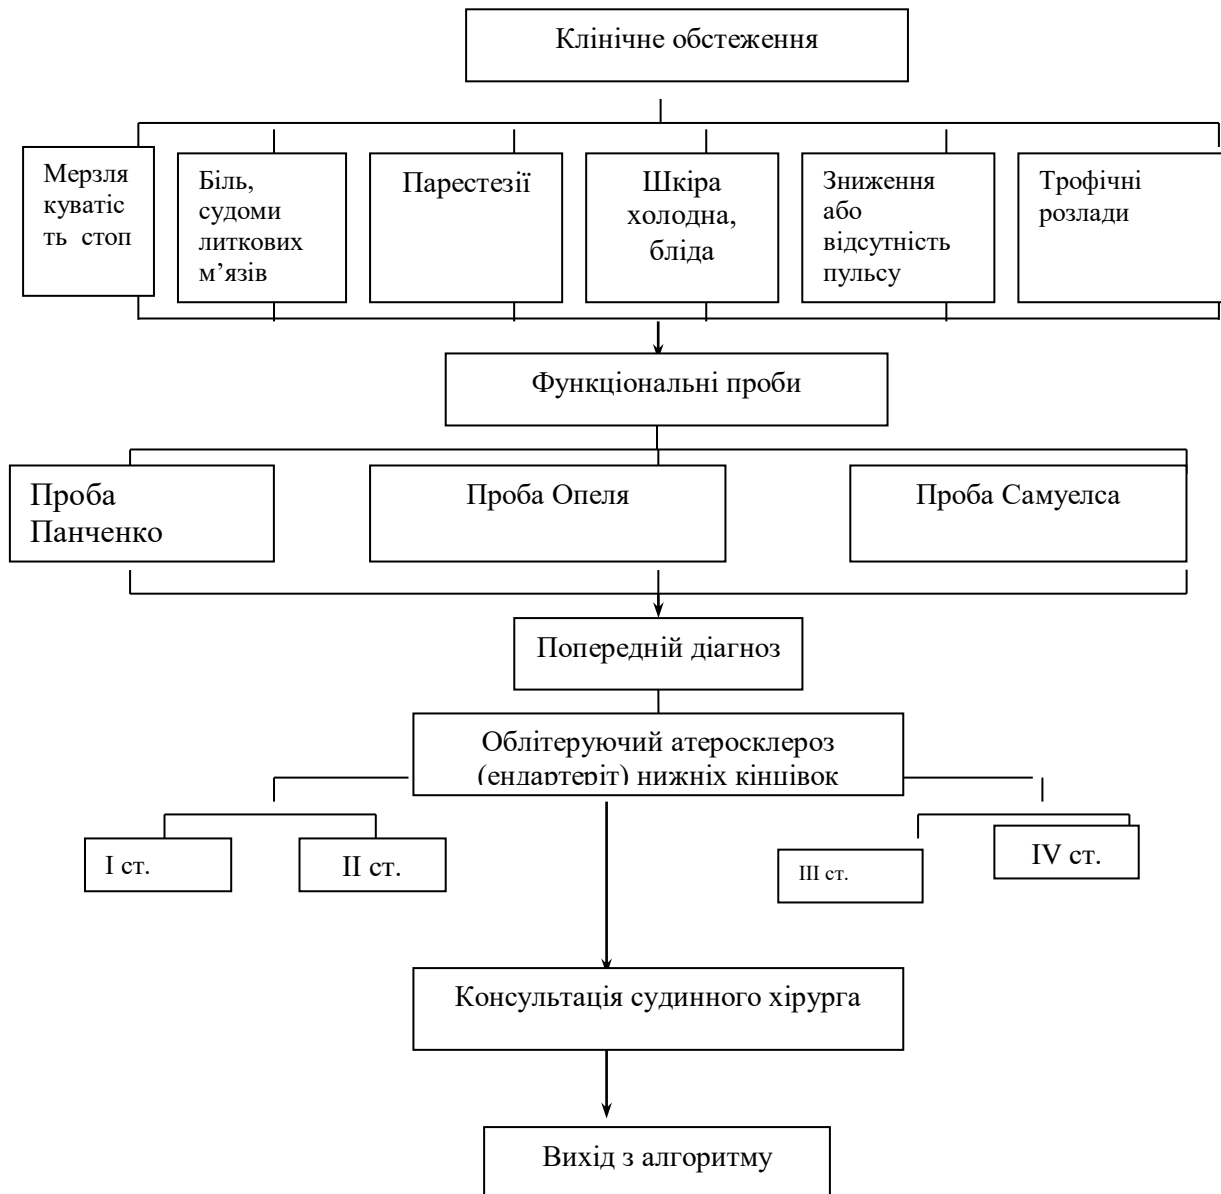 Клінічне обстеження
Мерзля
куватіс
ть стоп
Біль,
судоми
литкових
м’язів
Парестезії
Шкіра
холодна,
бліда
Зниження
або
відсутність
пульсу
Трофічні
розлади
Функціональні проби
Проба
Панченко
Проба Опеля
Проба Самуелса
Попередній діагноз
Облітеруючий атеросклероз
(ендартеріт) нижніх кінцівок
I ст.
II ст.
III ст.
IV ст.
Консультація судинного хірурга
Вихід з алгоритму